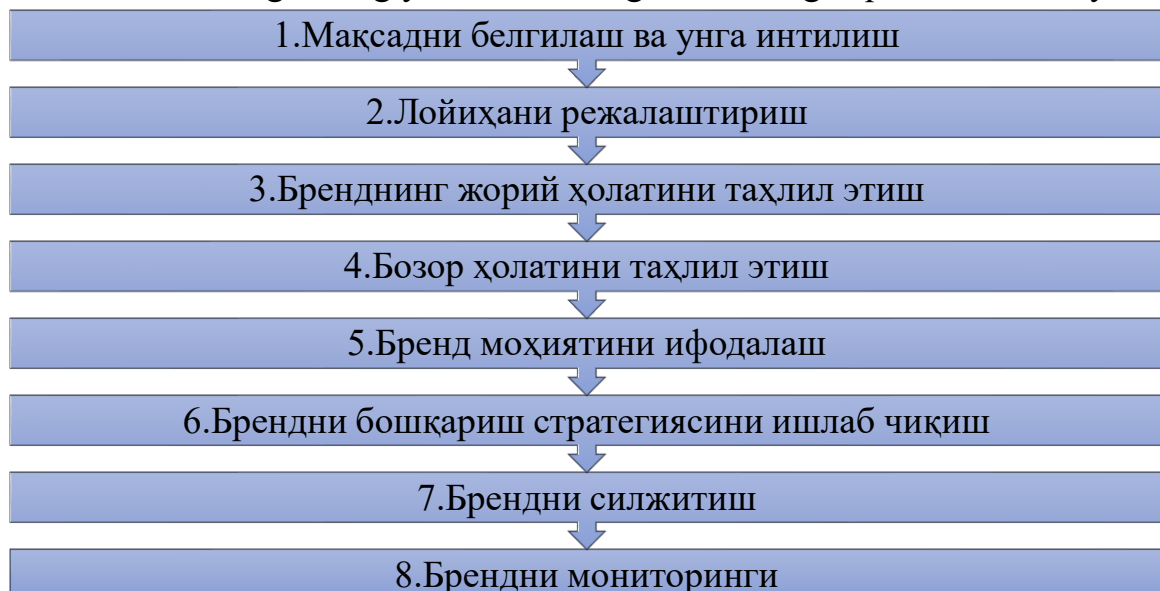 1.Мақсадни белгилаш ва унга интилиш
2.Лойиҳани режалаштириш
3.Бренднинг жорий ҳолатини таҳлил этиш
4.Бозор ҳолатини таҳлил этиш
5.Бренд моҳиятини ифодалаш
6.Брендни бошқариш стратегиясини ишлаб чиқиш
7.Брендни силжитиш
8.Брендни мониторинги